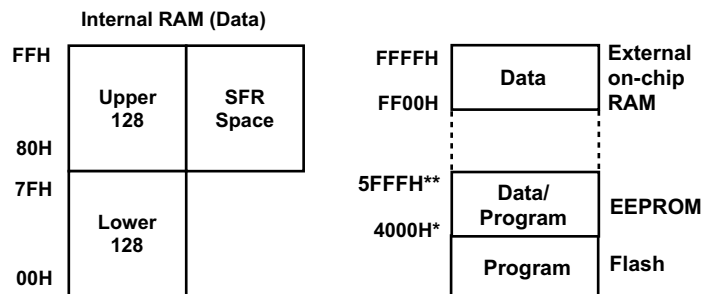 Internal RAM (Data)
FFH
Upper
128
SFR
Space
80H
7FH
Lower
128
00H
FFFFH
Data
External
on-chip
RAM
FF00H
5FFFH**
Data/
Program
EEPROM
4000H*
Program
Flash